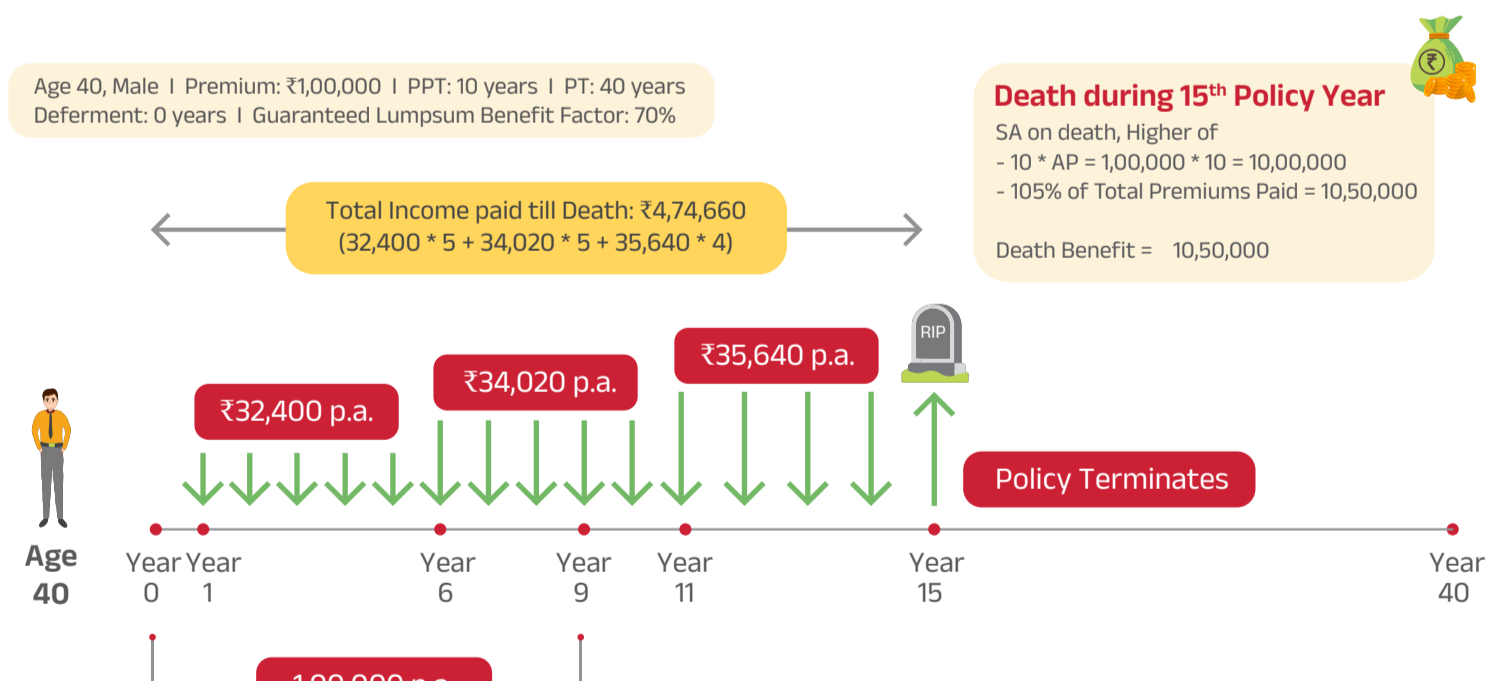 Age 40, Male I Premium: ₹1,00,000 I PPT: 10 years I PT: 40 years
Deferment: 0 years I Guaranteed Lumpsum Benefit Factor: 70%
Death during 15th Policy Year
SA on death, Higher of
- 10 * AP = 1,00,000 * 10 = 10,00,000
- 105% of Total Premiums Paid = 10,50,000
Death Benefit = 10,50,000
Total Income paid till Death: ₹4,74,660
(32,400 * 5 + 34,020 * 5 + 35,640 * 4)
₹32,400 p.a.
₹34,020 p.a.
₹35,640 p.a.
RIP
Policy Terminates
Age
40
Year
0
Year
1
Year
6
Year
9
Year
11
Year
15
Year
40